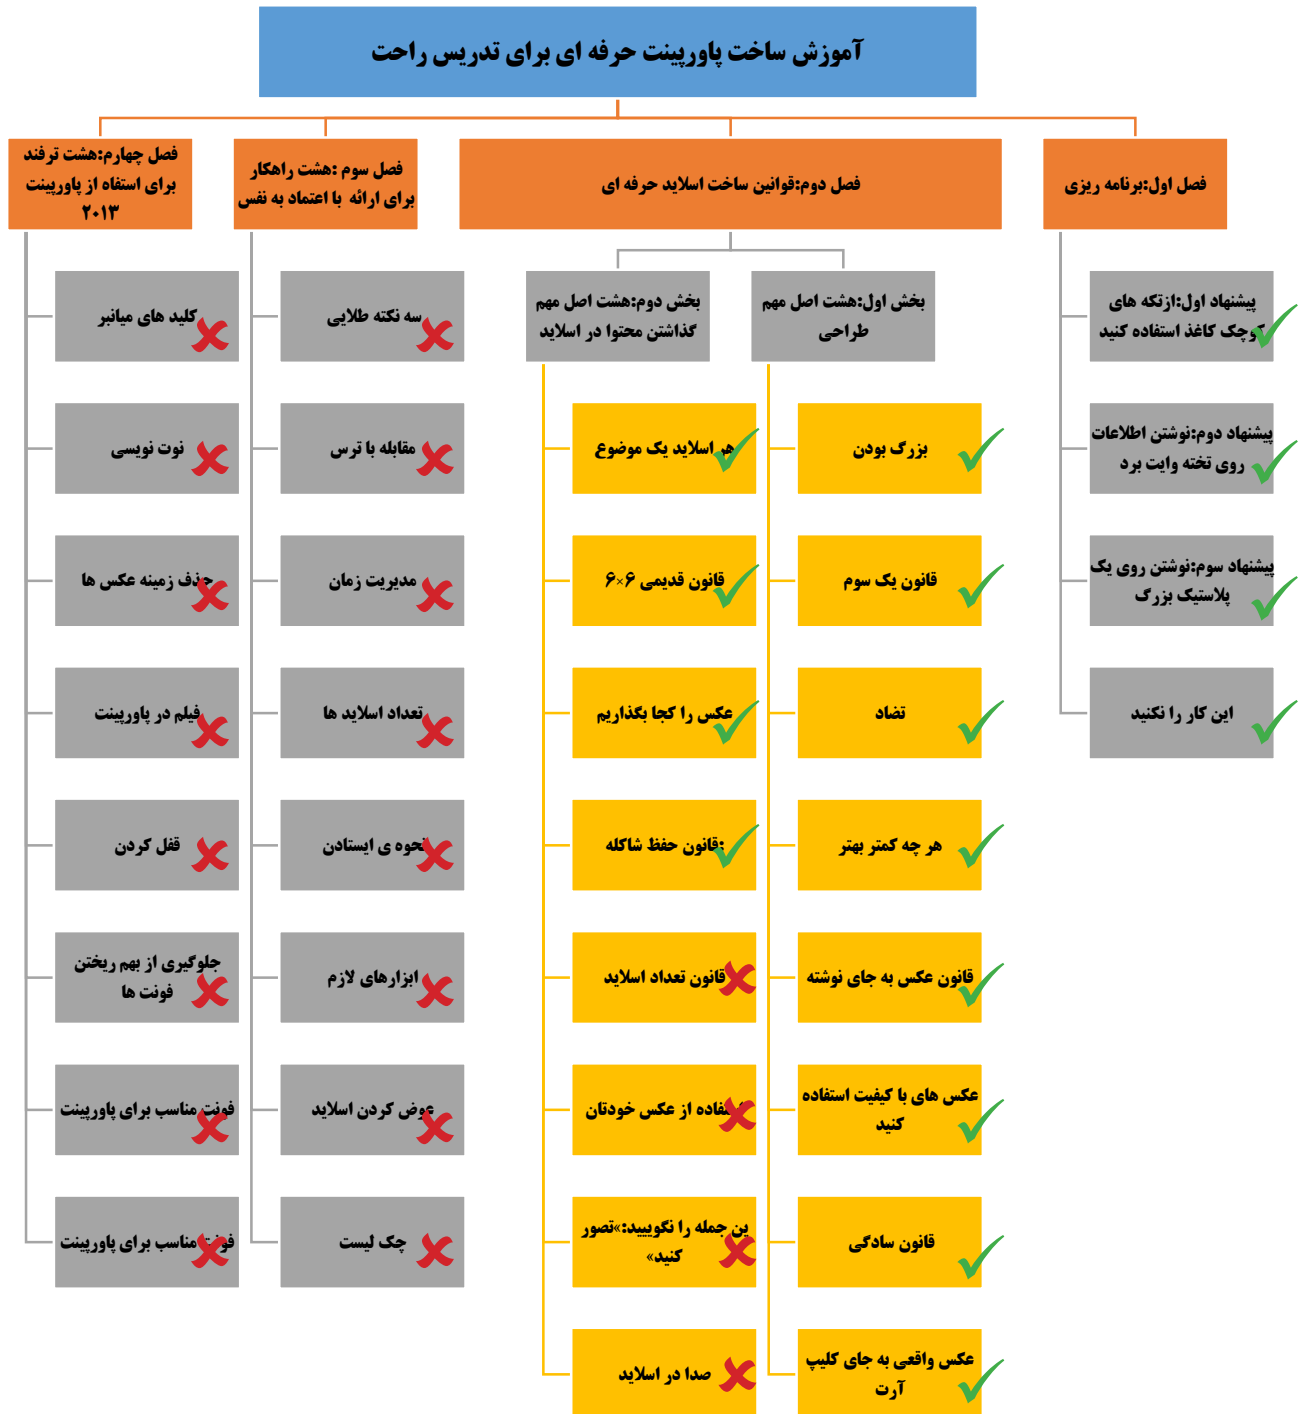 آموزش ساخت پاورپینت حرفه ای برای تدریس راحت
فصل اول:برنامه ریزی
پیشنهاد اول:ازتکه های
کوچک کاغذ استفاده کنید
پیشنهاد دوم:نوشتن اطلاعات
روی تخته وایت برد
پیشنهاد سوم:نوشتن روی یک
پلاستیک بزرگ
این کار را نکنید
فصل دوم:قوانین ساخت اسلاید حرفه ای
بخش اول:هشت اصل مهم
طراحی
بزرگ بودن
قانون یک سوم
تضاد
هر چه کمتر بهتر
قانون عکس به جای نوشته
عکس های با کیفیت استفاده
کنید
قانون سادگی
عکس واقعی به جای کلیپ
آرت
بخش دوم:هشت اصل مهم
گذاشتن محتوا در اسلاید
هر اسلاید یک موضوع
قانون قدیمی ۶×۶
عکس را کجا بگذاریم
قانون حفظ شاکله:
قانون تعداد اسلاید
از عکس خودتان
ین جمله را نگویید:»تصور
کنید»
صدا در اسلاید
فصل سوم :هشت راهکار
برای ارائه با اعتماد به نفس
سه نکته طلایی
مقابله با ترس
مدیریت زمان
تعداد اسلاید ها
نحوه ی ایستادن
ابزارهای لازم
عوض کردن اسلاید
چک لیست
فصل چهارم:هشت ترفند
برای استفاه از پاورپینت
۲۰۱۳
کلید های میانبر
نوت نویسی
حذف زمینه عکس ها
فیلم در پاورپینت
قفل کردن
جلوگیری از بهم ریختن
فونت ها
فونت مناسب برای پاورپینت
فونت مناسب برای پاورپینت